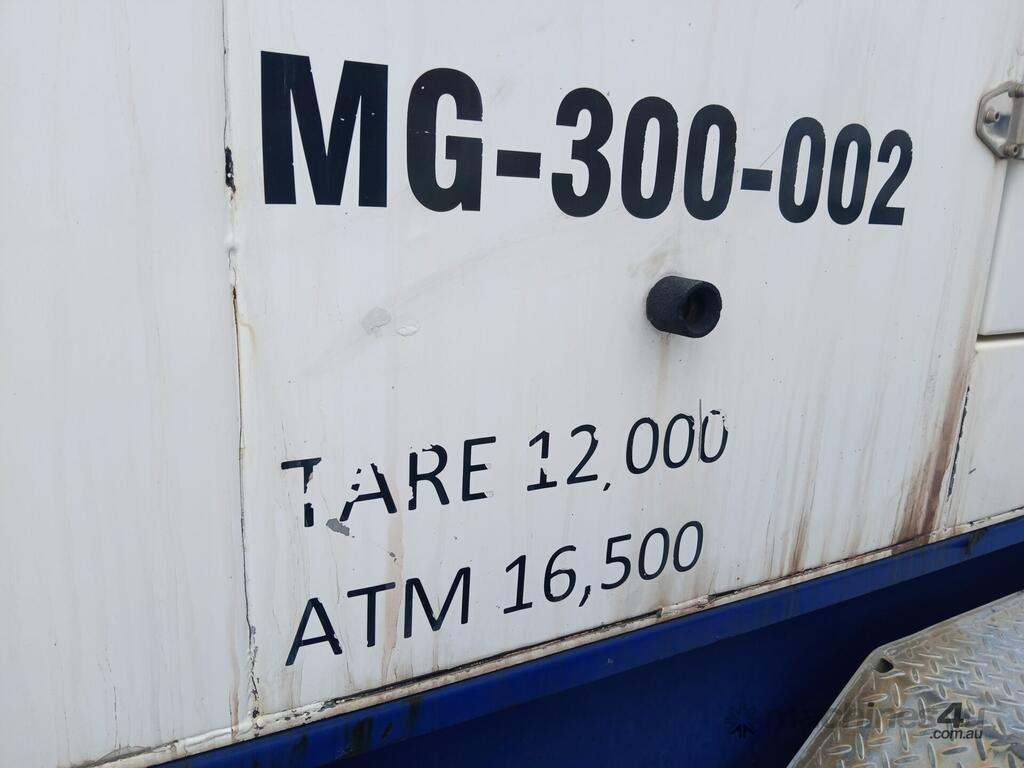 MG-300-002
TARE 12,000
ATM 16,500
machines4u
.com.au